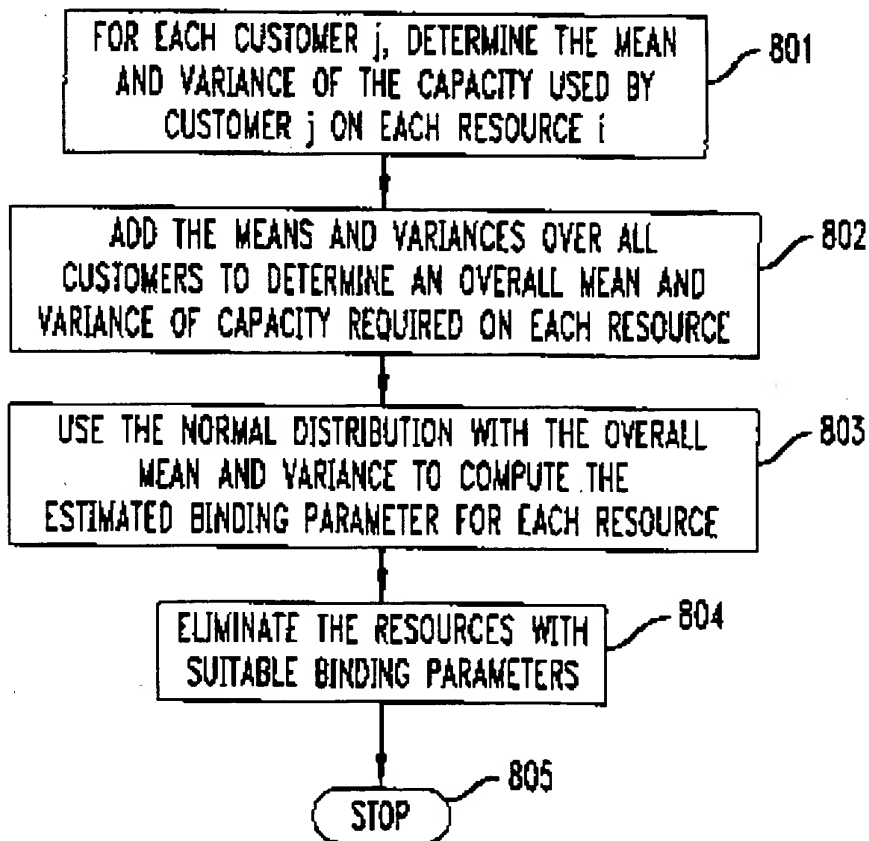 FOR EACH CUSTOMER j, DETERMINE THE MEAN
AND VARIANCE OF THE CAPACITY USED BY
CUSTOMER j ON EACH RESOURCE i
801
ADD THE MEANS AND VARIANCES OVER ALL
CUSTOMERS TO DETERMINE AN OVERALL MEAN AND
VARIANCE OF CAPACITY REQUIRED ON EACH RESOURCE
802
USE THE NORMAL DISTRIBUTION WITH THE OVERALL
MEAN AND VARIANCE TO COMPUTE THE
ESTIMATED BINDING PARAMETER FOR EACH RESOURCE
803
ELIMINATE THE RESOURCES WITH
SUITABLE BINDING PARAMETERS
804
STOP
805